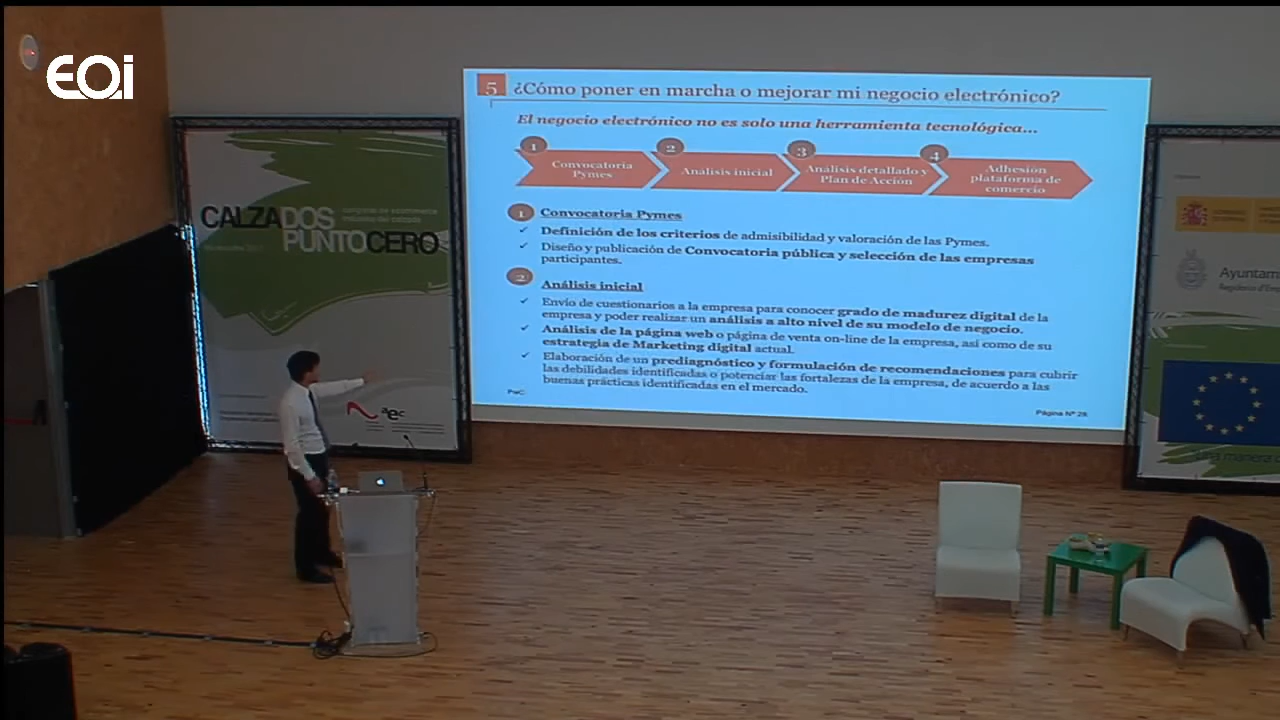 EOi
CALZADOS
PUNTOCERO
aec
5 ¿Cómo poner en marcha o mejorar mi negocio electrónico?
El negocio electrónico no es solo una herramienta tecnológica...
1
Convocatoria
Pymes
2
Análisis inicial
3
Análisis detallado y
Plan de Acción
4
Adhesión
plataforma de
comercio
1 Convocatoria Pymes
✓ Definición de los criterios de admisibilidad y valoración de las Pymes.
✓ Diseño y publicación de Convocatoria pública y selección de las empresas
participantes.
2 Análisis inicial
✓ Envío de cuestionarios a la empresa para conocer grado de madurez digital de la
empresa y poder realizar un análisis a alto nivel de su modelo de negocio.
✓ Análisis de la página web o página de venta on-line de la empresa, así como de su
estrategia de Marketing digital actual.
✓ Elaboración de un prediagnóstico y formulación de recomendaciones para cubrir
las debilidades identificadas o potenciar las fortalezas de la empresa, de acuerdo a las
buenas prácticas identificadas en el mercado.
PwC
Página Nº 28
Ayuntam
una manera